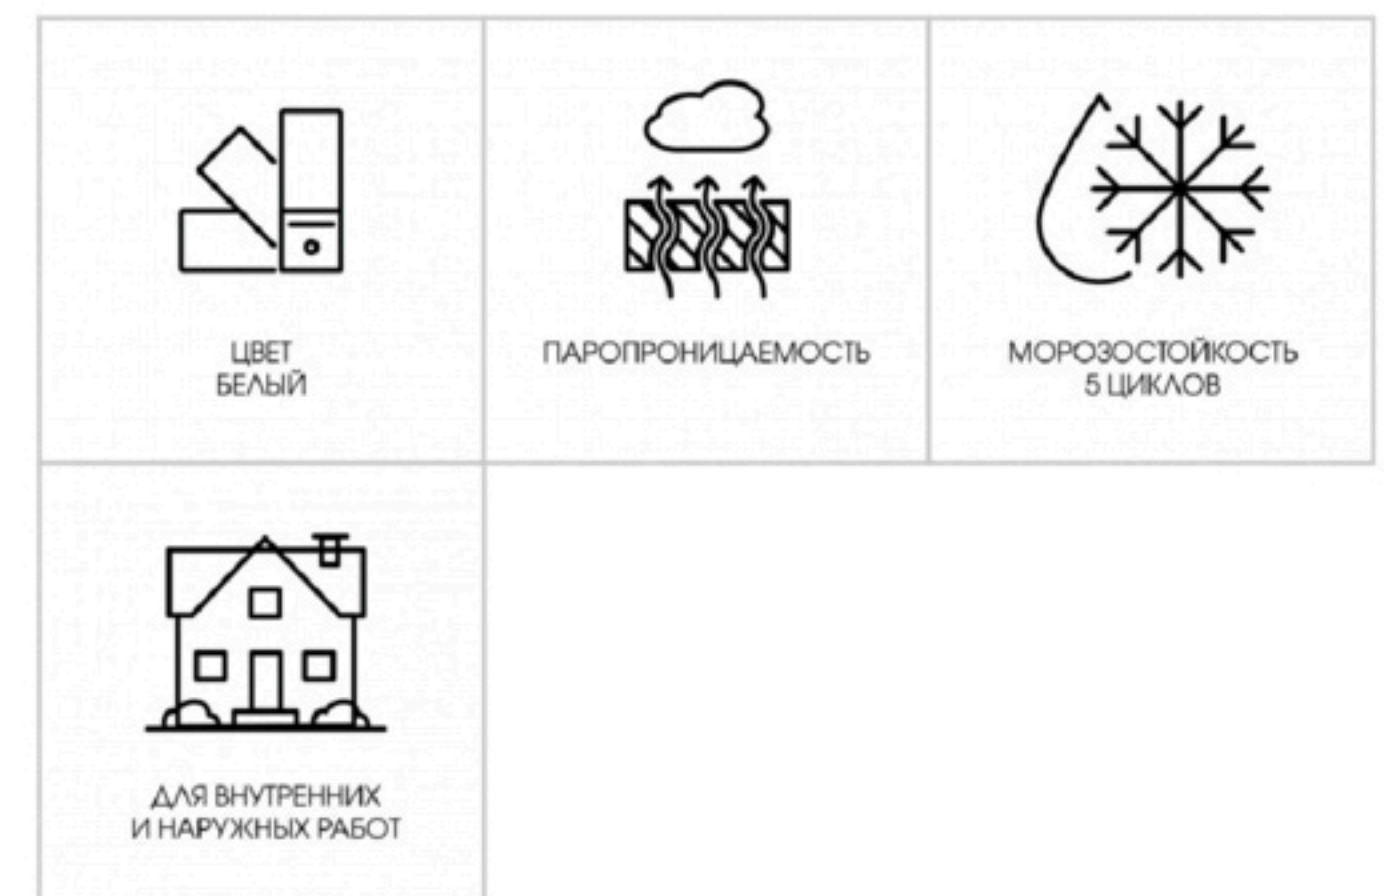 ЦВЕТ
БЕЛЫЙ
ПАРОПРОНИЦАЕМОСТЬ
МОРОЗОСТОЙКОСТЬ
5 ЦИКЛОВ
ДЛЯ ВНУТРЕННИХ
И НАРУЖНЫХ РАБОТ